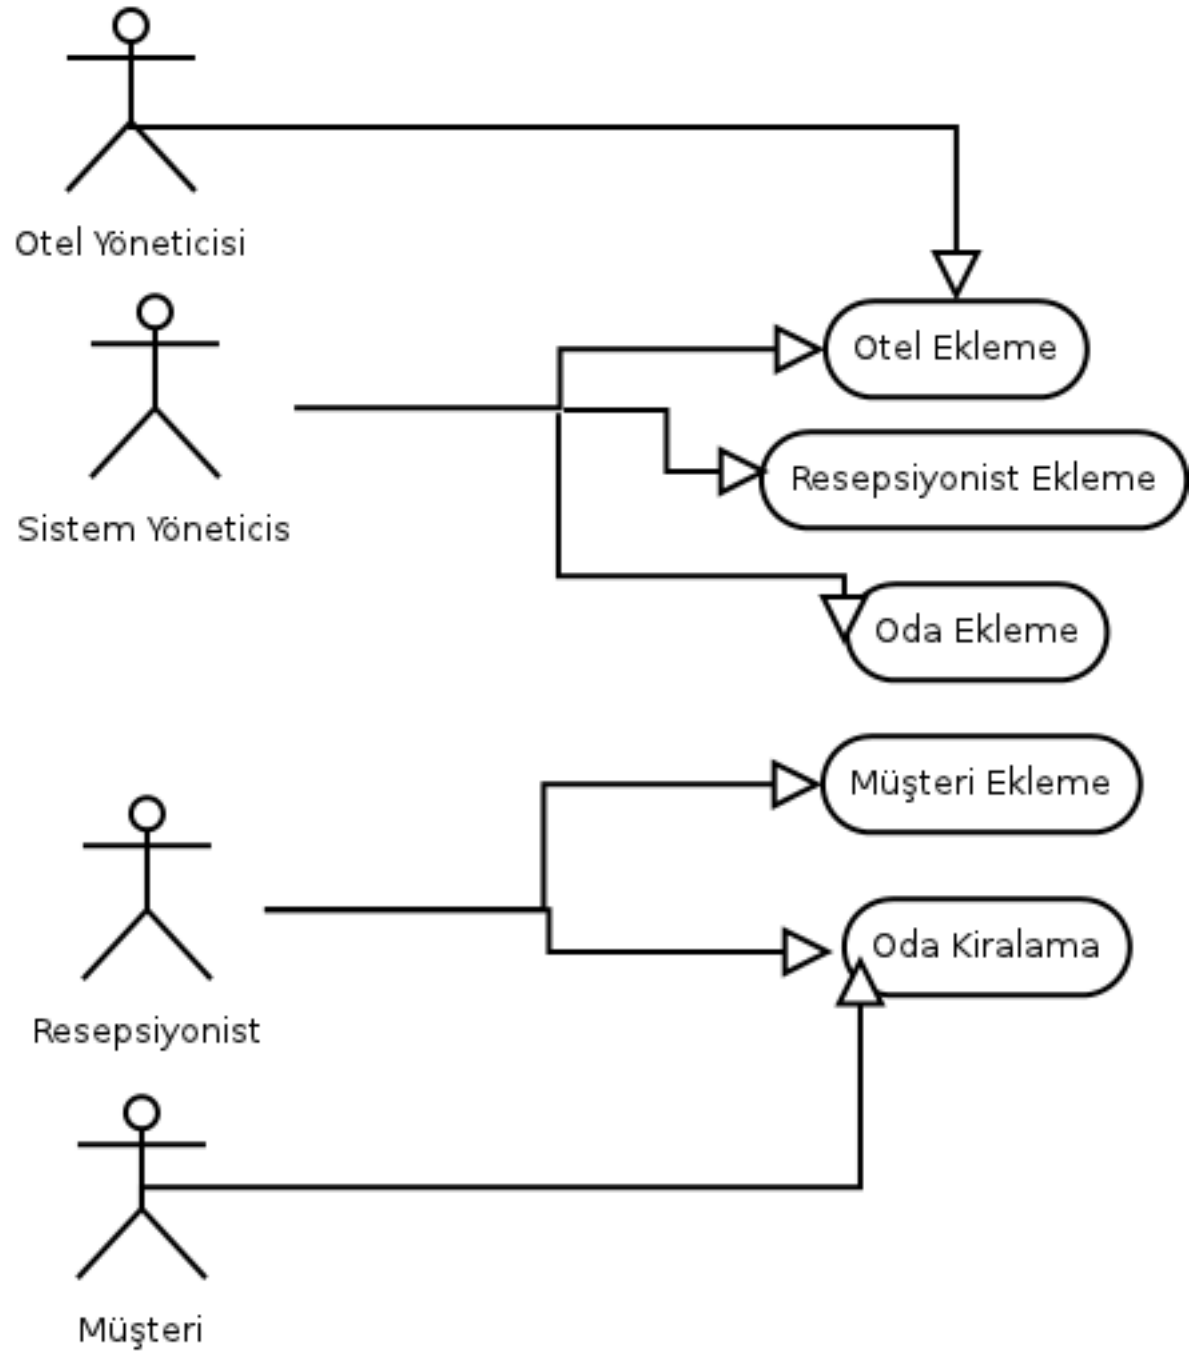 Otel Yöneticisi
Otel Ekleme
Resepsiyonist Ekleme
Sistem Yöneticis
Oda Ekleme
Müşteri Ekleme
Oda Kiralama
Resepsiyonist
Müşteri